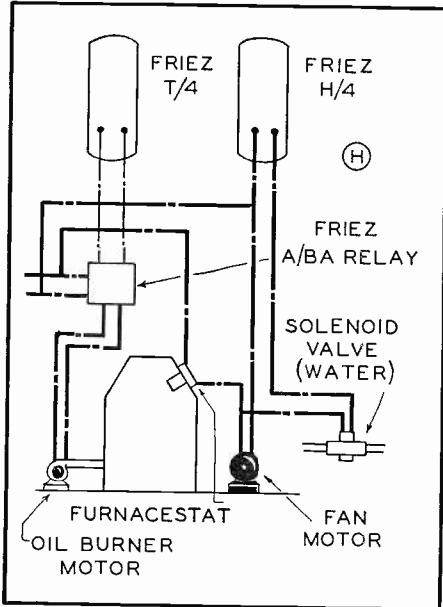 FRIEZ
T/4
FRIEZ
H/4
H
FRIEZ
A/BA RELAY
SOLENOID
VALVE
(WATER)
FURNACESTAT
FAN
MOTOR
OIL BURNER
MOTOR